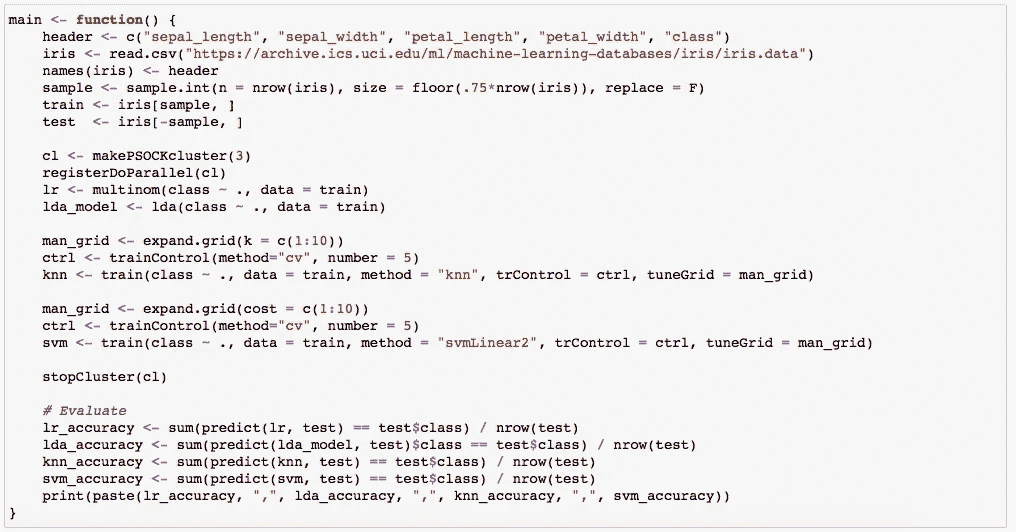 main <- function() {
    header <- c("sepal_length", "sepal_width", "petal_length", "petal_width", "class")
    iris <- read.csv("https://archive.ics.uci.edu/ml/machine-learning-databases/iris/iris.data")
    names(iris) <- header
    sample <- sample.int(n = nrow(iris), size = floor(.75*nrow(iris)), replace = F)
    train <- iris[sample, ]
    test  <- iris[-sample, ]

    cl <- makePSOCKcluster(3)
    registerDoParallel(cl)
    lr <- multinom(class ~ ., data = train)
    lda_model <- lda(class ~ ., data = train)

    man_grid <- expand.grid(k = c(1:10))
    ctrl <- trainControl(method="cv", number = 5)
    knn <- train(class ~ ., data = train, method = "knn", trControl = ctrl, tuneGrid = man_grid)

    man_grid <- expand.grid(cost = c(1:10))
    ctrl <- trainControl(method="cv", number = 5)
    svm <- train(class ~ ., data = train, method = "svmLinear2", trControl = ctrl, tuneGrid = man_grid)

    stopCluster(cl)

    # Evaluate
    lr_accuracy <- sum(predict(lr, test) == test$class) / nrow(test)
    lda_accuracy <- sum(predict(lda_model, test)$class == test$class) / nrow(test)
    knn_accuracy <- sum(predict(knn, test) == test$class) / nrow(test)
    svm_accuracy <- sum(predict(svm, test) == test$class) / nrow(test)
    print(paste(lr_accuracy, ",", lda_accuracy, ",", knn_accuracy, ",", svm_accuracy))
}